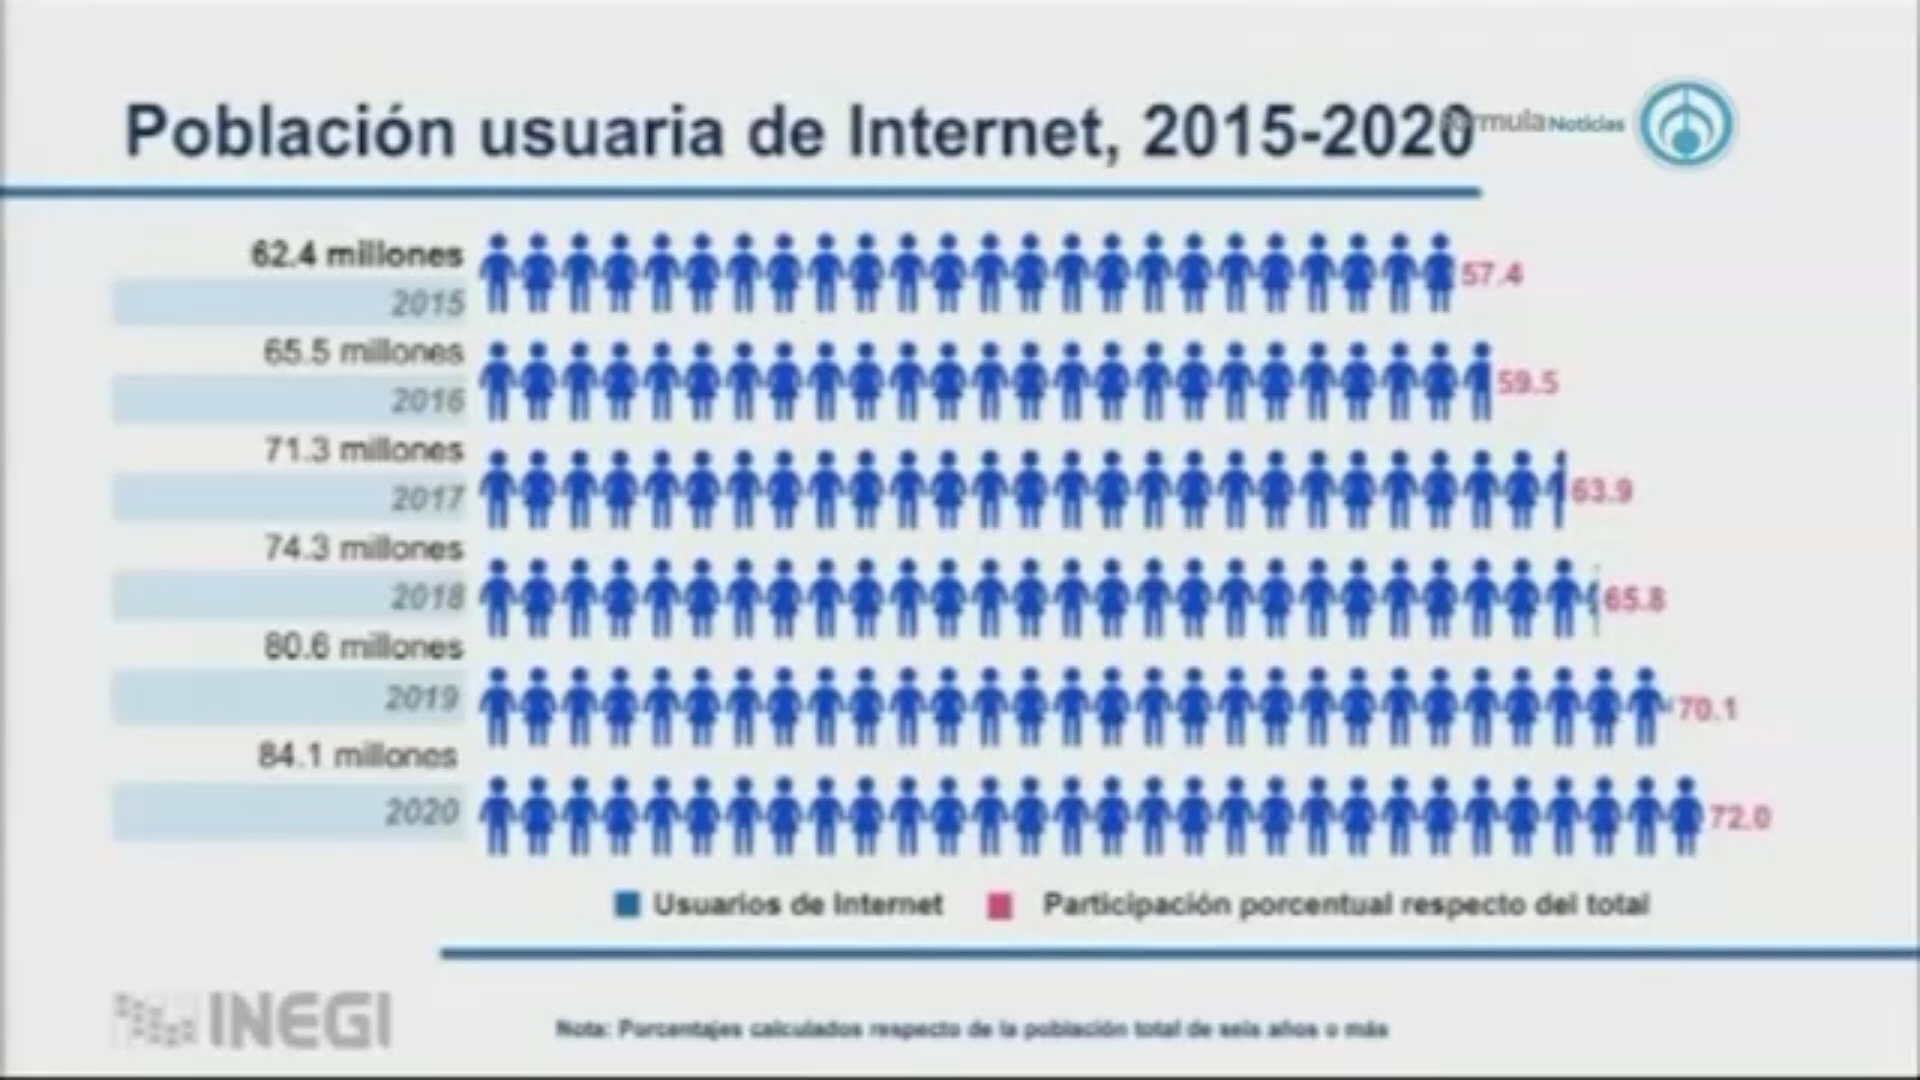 Población usuaria de Internet, 2015-2020
Noticias
62.4 millones
2015
57.4
65.5 millones
2016
59.5
71.3 millones
2017
63.9
74.3 millones
2018
65.8
80.6 millones
2019
70.1
84.1 millones
2020
72.0
Usuarios de Internet
Participación porcentual respecto del total
INEGI
Nota: Porcentajes calculados respecto de la población total de seis años o más